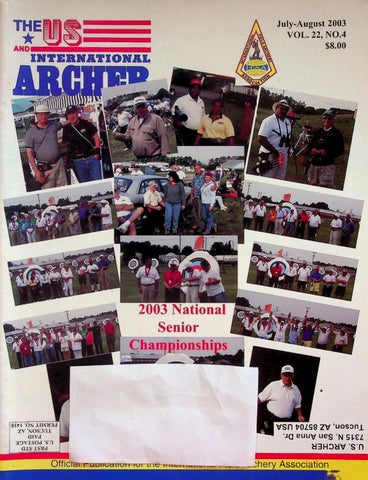 THE US
AND INTERNATIONAL
ARCHER
July-August 2003
VOL. 22, NO.4
$8.00
2003 National
Senior
Championships
PRST STD
U.S. POSTAGE
PAID
TUCSON, AZ
PERMIT NO. 1418
U.S. ARCHER
7315 N. San Anna Dr.
Tucson, AZ 85704 USA
Official Publication for the International Archery Association